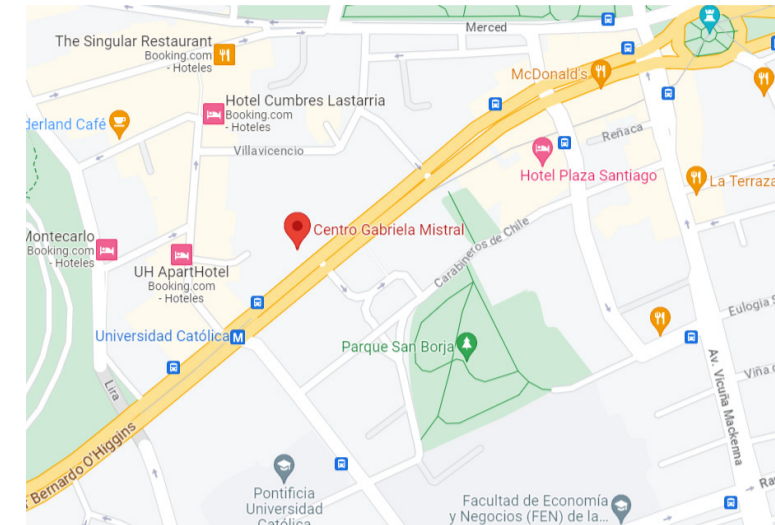 Merced
The Singular Restaurant
Booking.com
- Hoteles
McDonald's
Hotel Cumbres Lastarria
Booking.com
- Hoteles
derland Café
Villavicencio
Reñaca
Hotel Plaza Santiago
La Terraza
Centro Gabriela Mistral
Montecarlo
Booking.com
- Hoteles
UH ApartHotel
Booking.com
- Hoteles
Carabineros de Chile
Eulogia S
Universidad Católica
M
Parque San Borja
Av. Vicuña Mackenna
Viña d
Lira
Bernardo O'Higgins
Pontificia
Universidad
Católica
Facultad de Economía
y Negocios (FEN) de la...
Ra